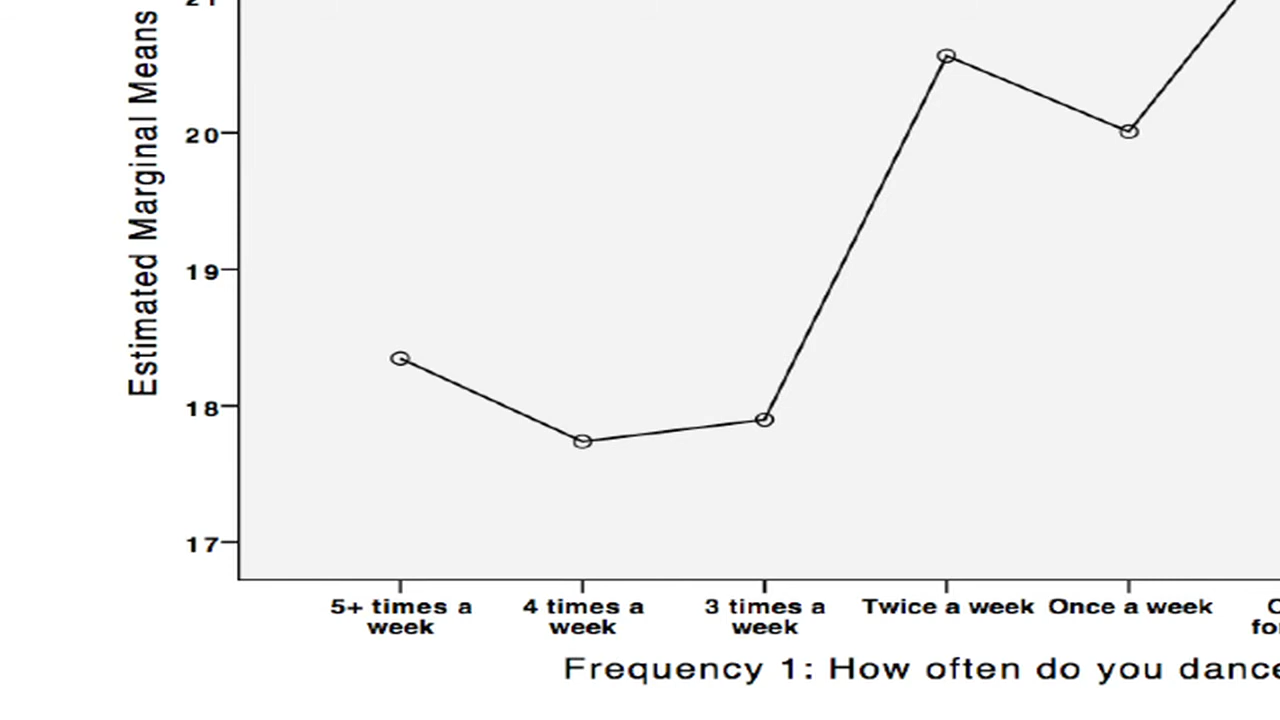 Estimated Marginal Means
20
19
18
17
5+ times a week
4 times a week
3 times a week
Twice a week
Once a week
Frequency 1: How often do you dance